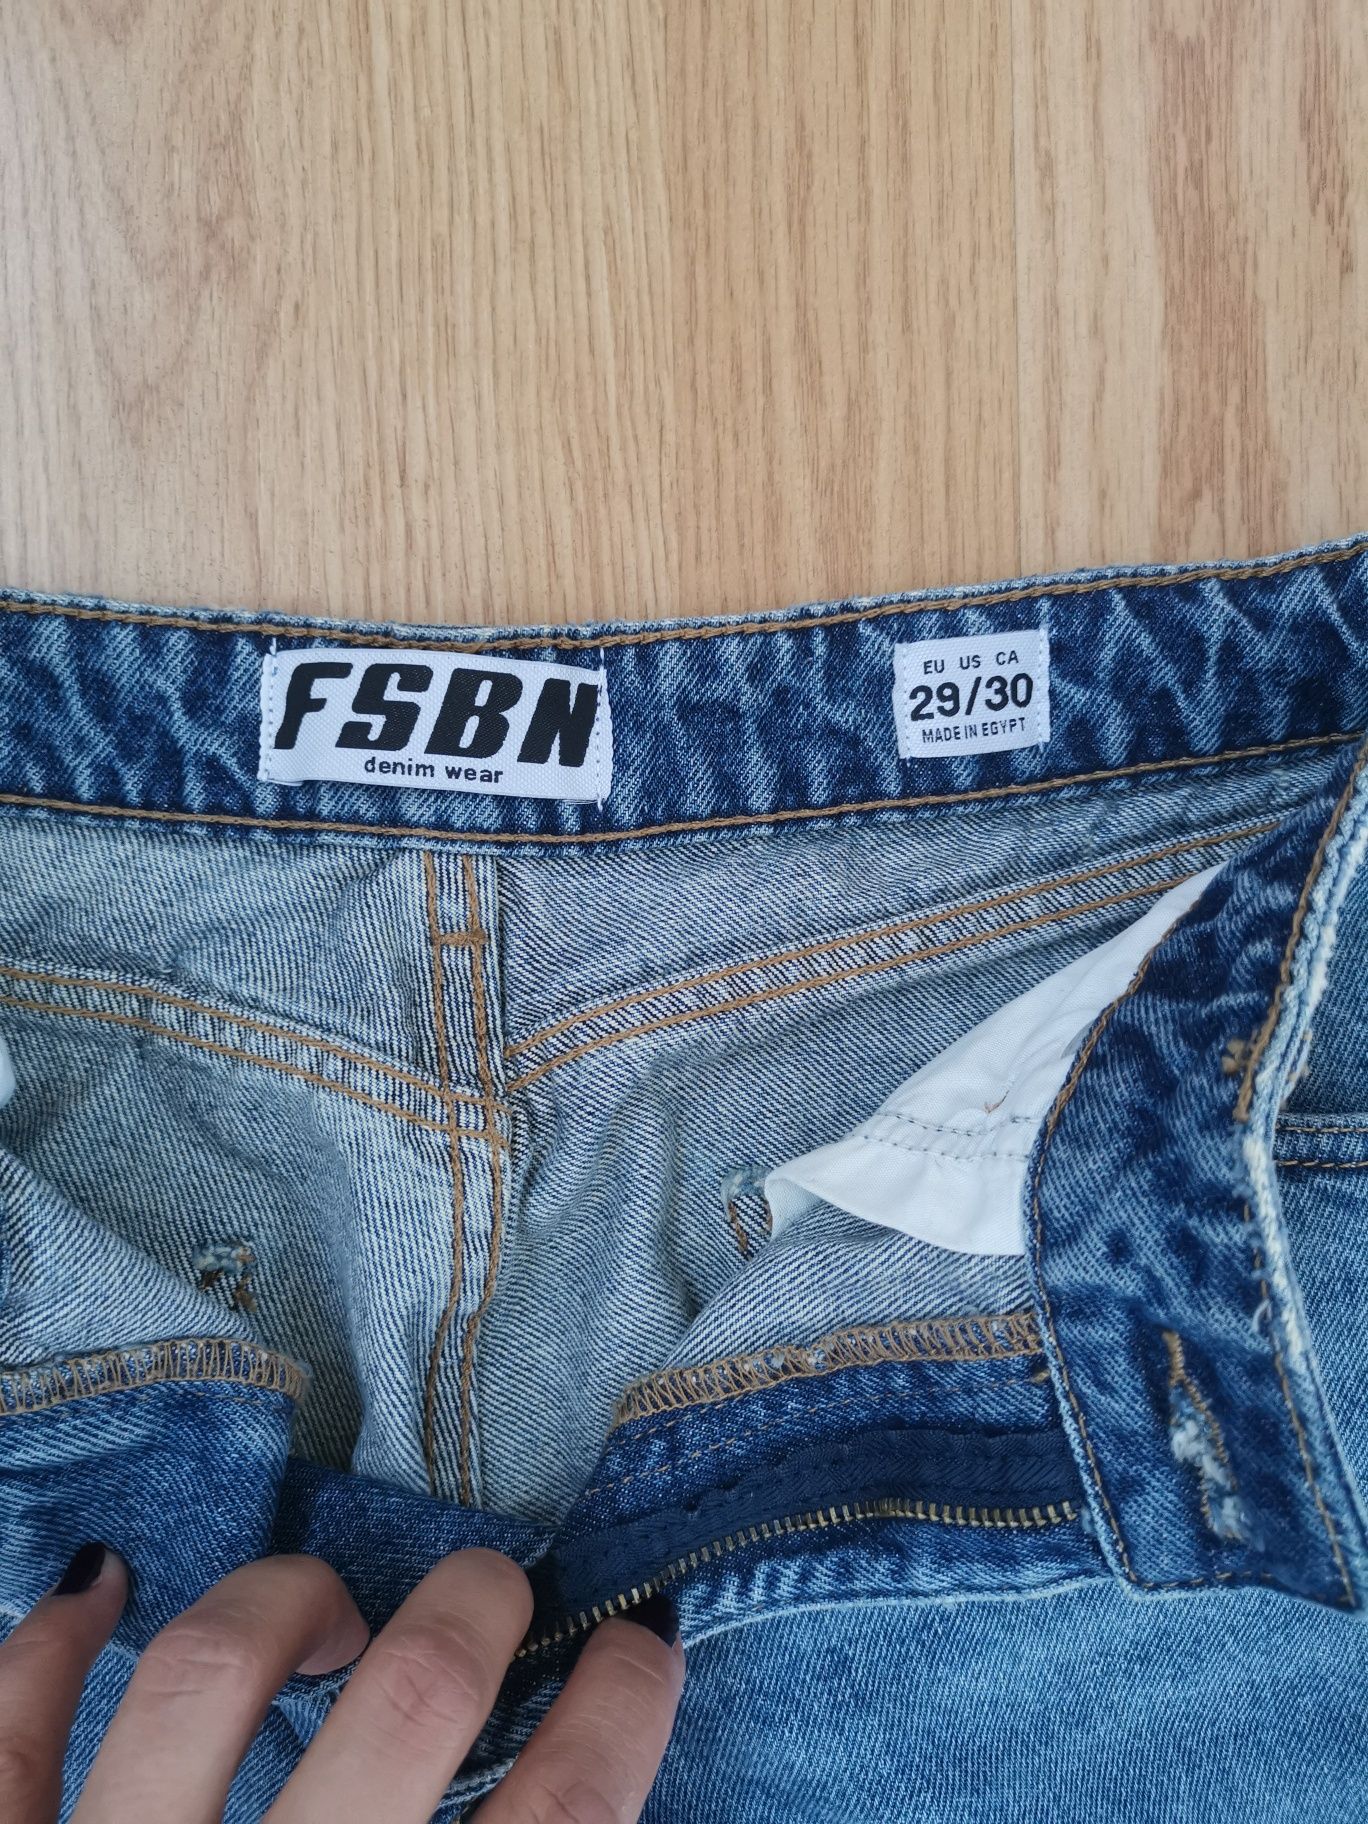 FSBN
denim wear
EU US CA
29/30
MADE IN EGYPT